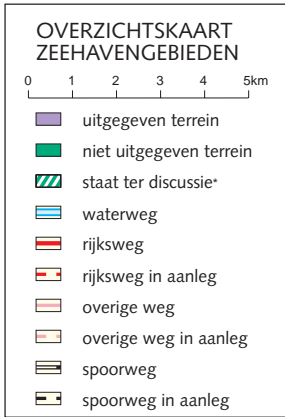 OVERZICHTSKAART
ZEEHAVENGEBIEDEN
0 1 2 3 4 5km
uitgegeven terrein
niet uitgegeven terrein
staat ter discussie*
waterweg
rijksweg
rijksweg in aanleg
overige weg
overige weg in aanleg
spoorweg
spoorweg in aanleg